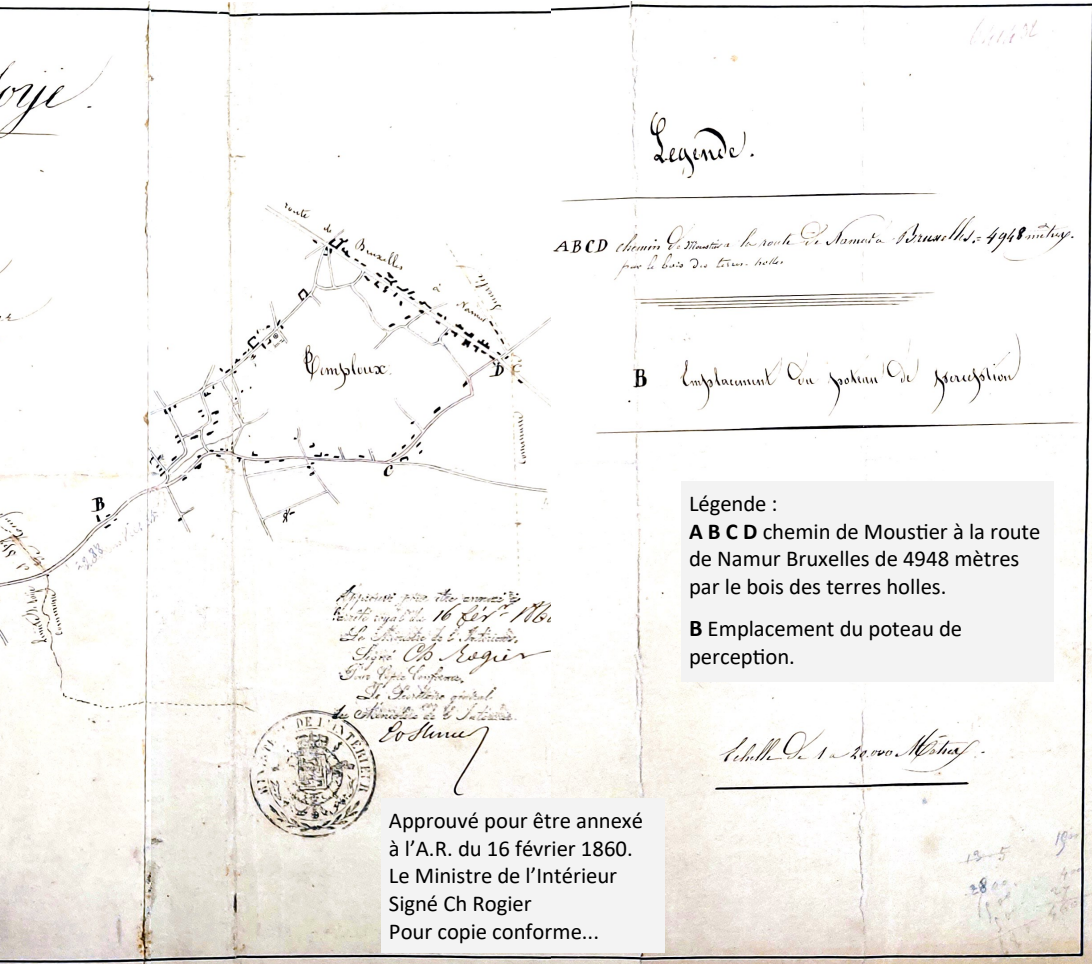 Legende.
ABCD chemin de Moustier a la route de Namur a Bruxelles = 4948 mètres.
par le bois des terres holles
B Emplacement du poteau de perception
route de Bruxelles à Namur
Temploux.
B
C
D
C
Légende :
A B C D chemin de Moustier à la route
de Namur Bruxelles de 4948 mètres
par le bois des terres holles.
B Emplacement du poteau de
perception.
Approuvé pour être annexé à
l'arrêté royal du 16 févr. 1860
Le Ministre de l'Intérieur,
Signé Ch Rogier
Pour Copie Conforme,
Le Secrétaire général
du Ministère de l'Intérieur.
DE L'INTÉRIEUR
Echelle de 1 a 20.000 Mètres.
Approuvé pour être annexé
à l'A.R. du 16 février 1860.
Le Ministre de l'Intérieur
Signé Ch Rogier
Pour copie conforme...